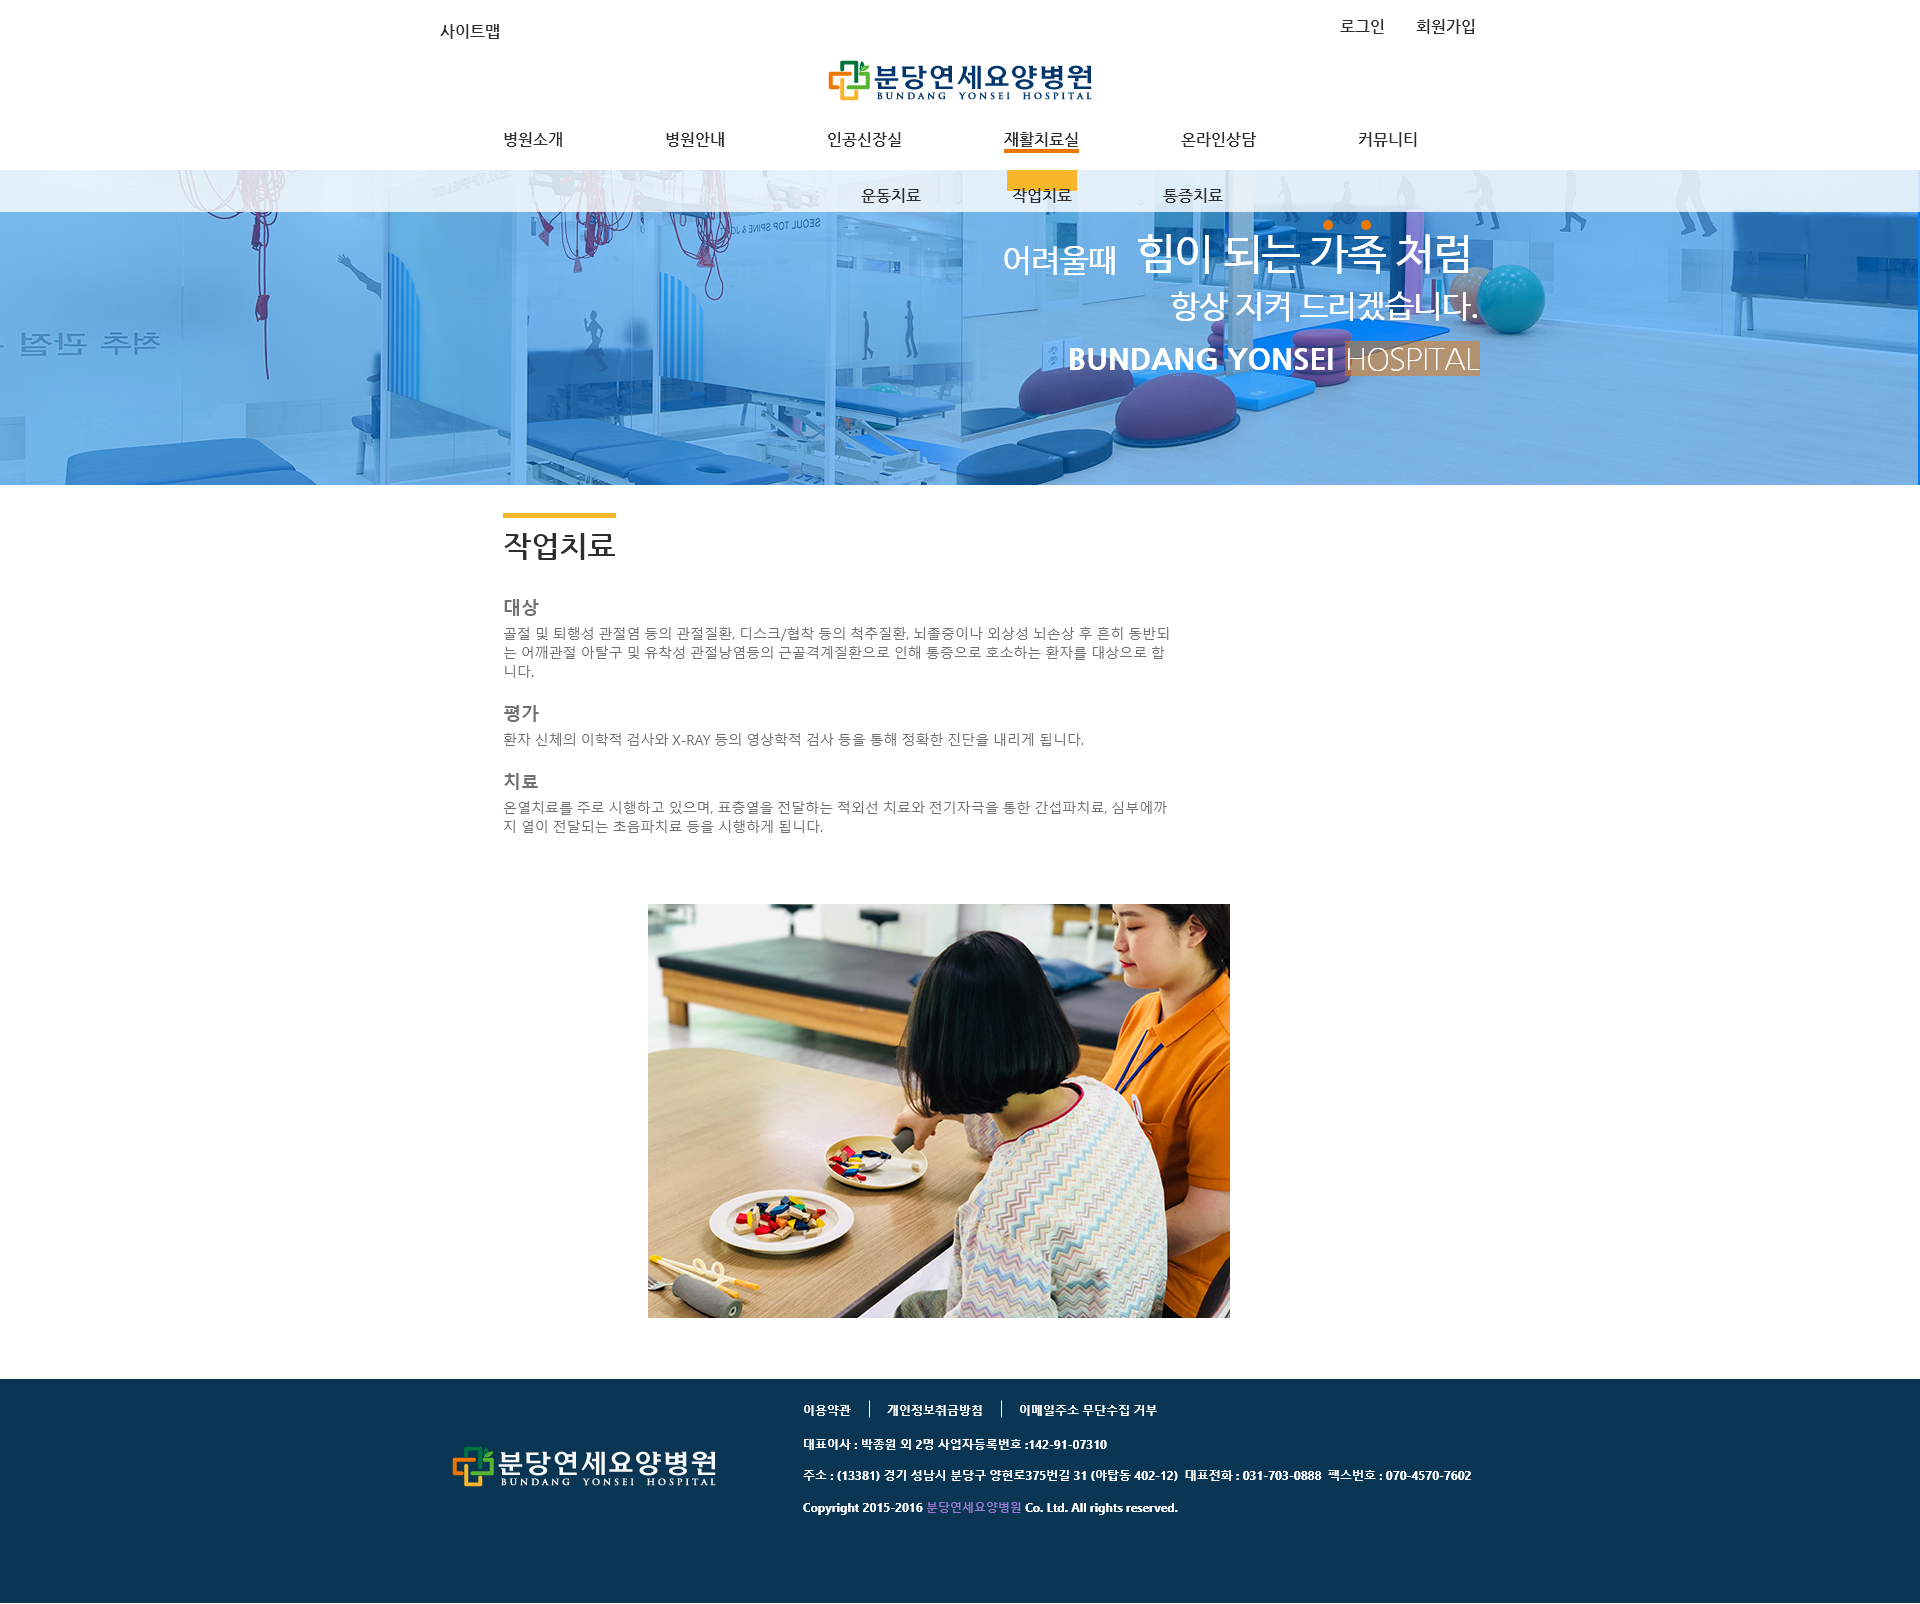 사이트맵
로그인 회원가입
분당연세요양병원
BUNDANG YONSEI HOSPITAL
병원소개 병원안내 인공신장실 재활치료실 온라인상담 커뮤니티
운동치료 작업치료 통증치료
SEOUL TOP SPINE & JO
어려울때 힘이 되는 가족 처럼
항상 지켜 드리겠습니다.
척추 관절
BUNDANG YONSEI HOSPITAL
작업치료
대상
골절 및 퇴행성 관절염 등의 관절질환, 디스크/협착 등의 척추질환, 뇌졸중이나 외상성 뇌손상 후 흔히 동반되
는 어깨관절 아탈구 및 유착성 관절낭염등의 근골격계질환으로 인해 통증으로 호소하는 환자를 대상으로 합
니다.
평가
환자 신체의 이학적 검사와 X-RAY 등의 영상학적 검사 등을 통해 정확한 진단을 내리게 됩니다.
치료
온열치료를 주로 시행하고 있으며, 표층열을 전달하는 적외선 치료와 전기자극을 통한 간섭파치료, 심부에까
지 열이 전달되는 초음파치료 등을 시행하게 됩니다.
이용약관 개인정보취급방침 이메일주소 무단수집 거부
대표이사 : 박종원 외 2명 사업자등록번호 :142-91-07310
분당연세요양병원
BUNDANG YONSEI HOSPITAL
주소 : (13381) 경기 성남시 분당구 양현로375번길 31 (야탑동 402-12) 대표전화 : 031-703-0888 팩스번호 : 070-4570-7602
Copyright 2015-2016 분당연세요양병원 Co. Ltd. All rights reserved.